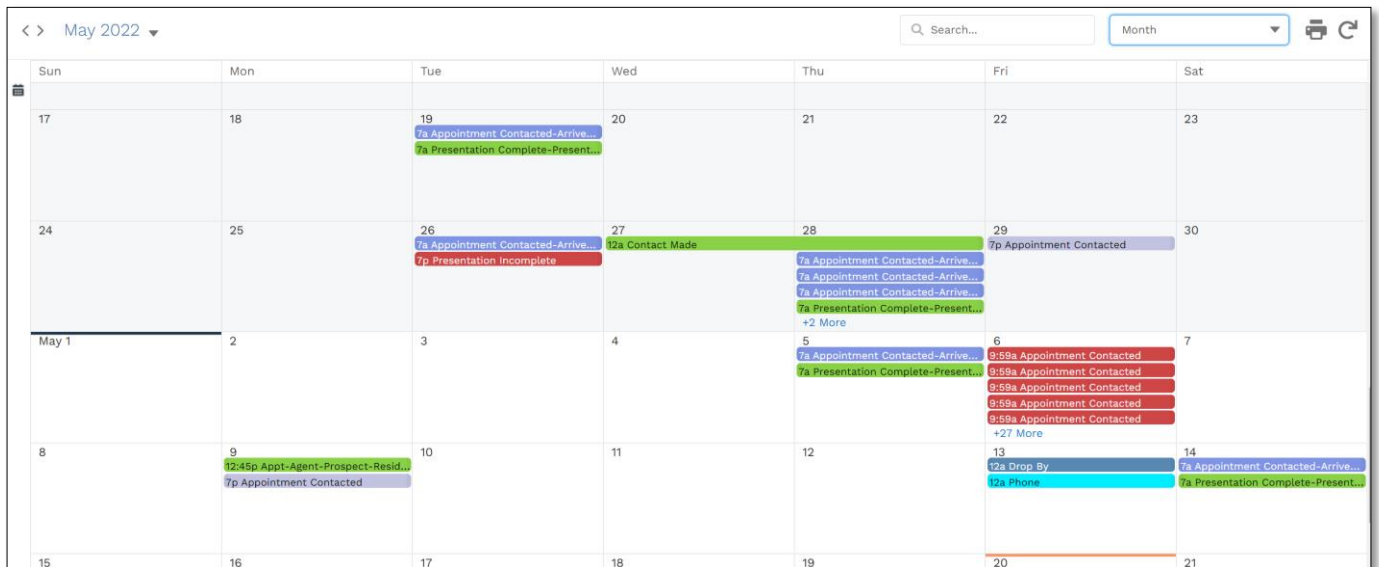 < > May 2022
Search...
Month
Sun Mon Tue Wed Thu Fri Sat
17 18 19 20 21 22 23
7a Appointment Contacted-Arrive...
7a Presentation Complete-Present...
24 25 26 27 28 29 30
7a Appointment Contacted-Arrive... 12a Contact Made 7p Appointment Contacted
7p Presentation Incomplete 7a Appointment Contacted-Arrive...
7a Appointment Contacted-Arrive...
7a Appointment Contacted-Arrive...
7a Presentation Complete-Present...
+2 More
May 1 2 3 4 5 6 7
7a Appointment Contacted-Arrive... 9:59a Appointment Contacted
7a Presentation Complete-Present... 9:59a Appointment Contacted
9:59a Appointment Contacted
9:59a Appointment Contacted
9:59a Appointment Contacted
+27 More
8 9 10 11 12 13 14
12:45p Appt-Agent-Prospect-Resid... 12a Drop By 7a Appointment Contacted-Arrive...
7p Appointment Contacted 12a Phone 7a Presentation Complete-Present...
15 16 17 18 19 20 21